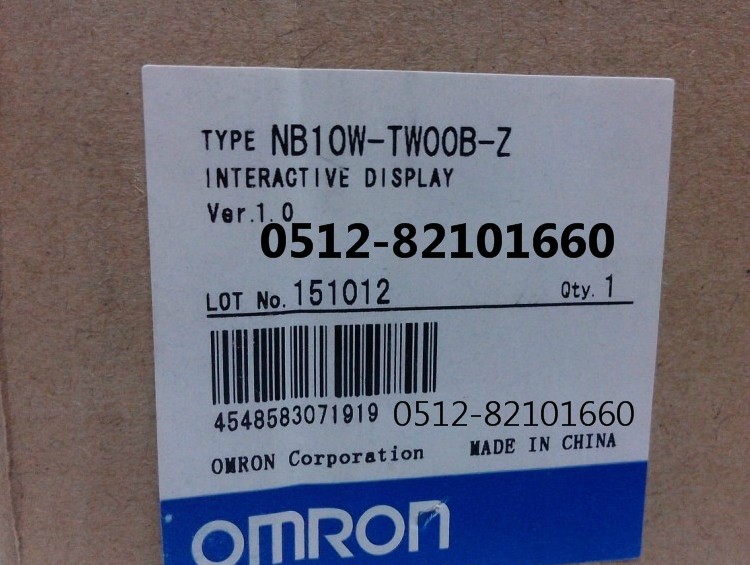 TYPE NB10W-TW00B-Z
INTERACTIVE DISPLAY
Ver.1.0
0512-82101660
LOT No. 151012 Qty. 1
4548583071919 0512-82101660
OMRON Corporation MADE IN CHINA
OMRON